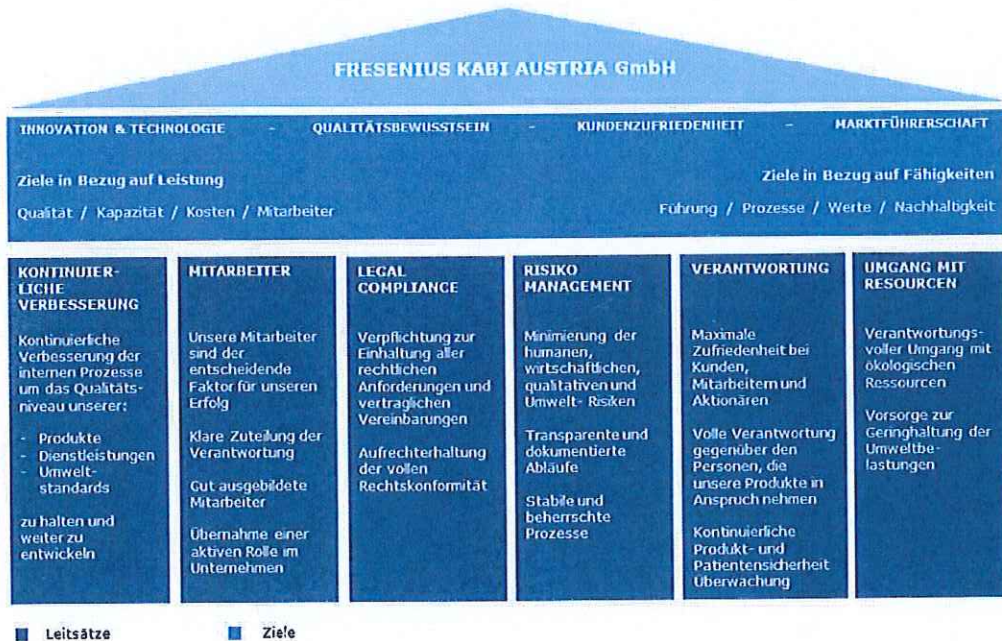 FRESENIUS KABI AUSTRIA GmbH
INNOVATION & TECHNOLOGIE - QUALITÄTSBEWUSSTSEIN - KUNDENZUFRIEDENHEIT - MARKTFÜHRERSCHAFT
Ziele in Bezug auf Leistung
Qualität / Kapazität / Kosten / Mitarbeiter
Ziele in Bezug auf Fähigkeiten
Führung / Prozesse / Werte / Nachhaltigkeit
KONTINUIER-
LICHE
VERBESSERUNG
Kontinuierliche
Verbesserung der
internen Prozesse
um das Qualitäts-
niveau unserer:
- Produkte
- Dienstleistungen
- Umwelt-
standards
zu halten und
weiter zu
entwickeln
MITARBEITER
Unsere Mitarbeiter
sind der
entscheidende
Faktor für unseren
Erfolg
Klare Zuteilung der
Verantwortung
Gut ausgebildete
Mitarbeiter
Übernahme einer
aktiven Rolle im
Unternehmen
LEGAL
COMPLIANCE
Verpflichtung zur
Einhaltung aller
rechtlichen
Anforderungen und
vertraglichen
Vereinbarungen
Aufrechterhaltung
der vollen
Rechtskonformität
RISIKO
MANAGEMENT
Minimierung der
humanen,
wirtschaftlichen,
qualitativen und
Umwelt- Risiken
Transparente und
dokumentierte
Abläufe
Stabile und
beherrschte
Prozesse
VERANTWORTUNG
Maximale
Zufriedenheit bei
Kunden,
Mitarbeitern und
Aktionären
Volle Verantwortung
gegenüber den
Personen, die
unsere Produkte in
Anspruch nehmen
Kontinuierliche
Produkt- und
Patientensicherheit
Überwachung
UMGANG MIT
RESOURCEN
Verantwortungs-
voller Umgang mit
ökologischen
Ressourcen
Vorsorge zur
Geringhaltung der
Umweltbe-
lastungen
Leitsätze
Ziele